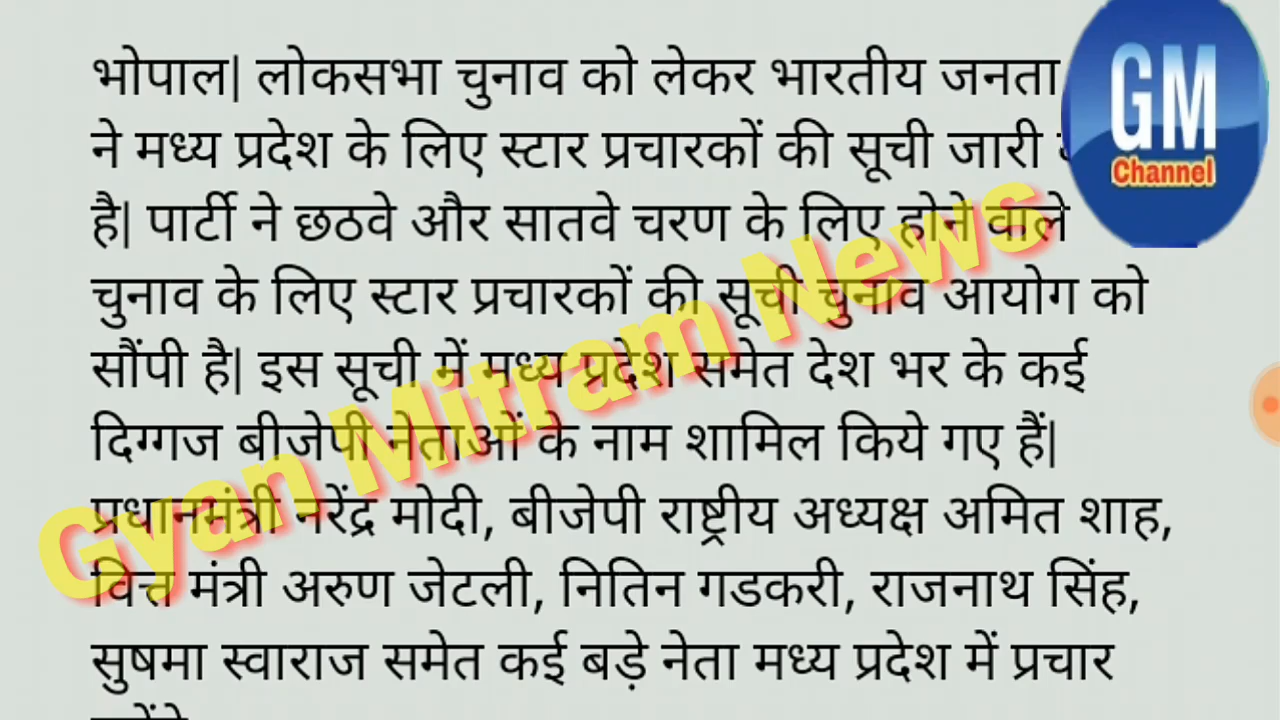 भोपाल| लोकसभा चुनाव को लेकर भारतीय जनता
ने मध्य प्रदेश के लिए स्टार प्रचारकों की सूची जारी
है| पार्टी ने छठवे और सातवे चरण के लिए होने वाले
चुनाव के लिए स्टार प्रचारकों की सूची चुनाव आयोग को
सौंपी है| इस सूची में मध्य प्रदेश समेत देश भर के कई
दिग्गज बीजेपी नेताओं के नाम शामिल किये गए हैं|
प्रधानमंत्री नरेंद्र मोदी, बीजेपी राष्ट्रीय अध्यक्ष अमित शाह,
वित्त मंत्री अरुण जेटली, नितिन गडकरी, राजनाथ सिंह,
सुषमा स्वाराज समेत कई बड़े नेता मध्य प्रदेश में प्रचार
GM
Channel
Gyan Mitram News